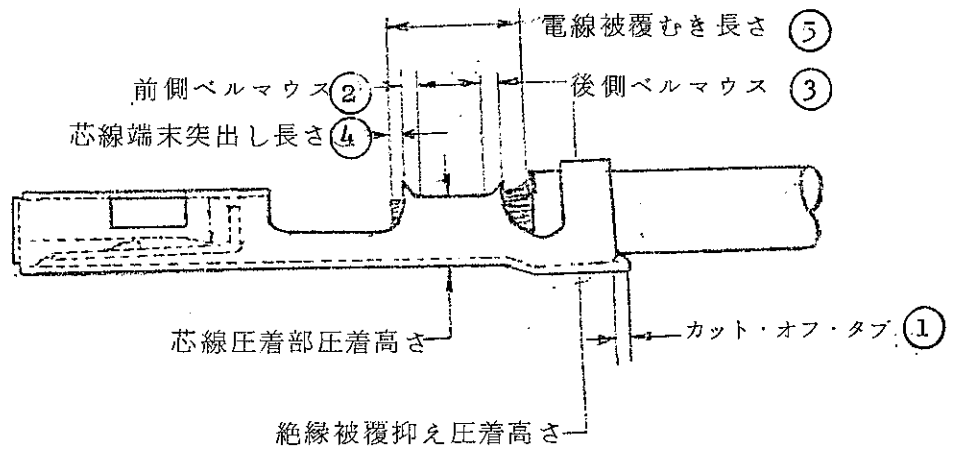 電線被覆むき長さ ⑤
前側ベルマウス ②
後側ベルマウス ③
芯線端末突出し長さ ④
芯線圧着部圧着高さ
カット・オフ・タブ ①
絶縁被覆抑え圧着高さ